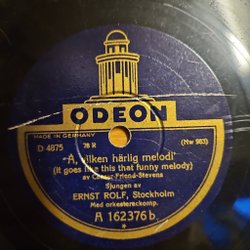 ODEON
MADE IN GERMANY
D 4875 78 R (Nw 983)
"A, vilken härlig melodi"
(It goes like this that funny melody)
av Caesar-Friend-Stevens
Sjungen av
ERNST ROLF, Stockholm
Med orkesterackomp.
A 162376 b.